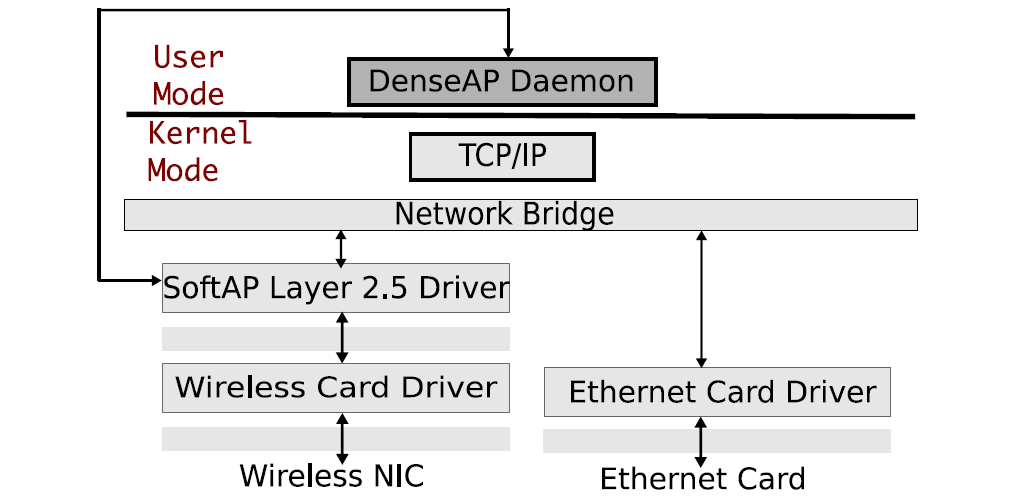 User
Mode
DenseAP Daemon
Kernel
Mode
TCP/IP
Network Bridge
SoftAP Layer 2.5 Driver
Wireless Card Driver
Ethernet Card Driver
Wireless NIC
Ethernet Card